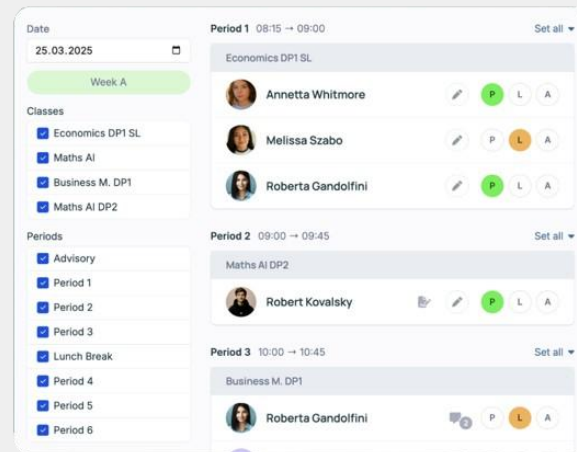 Date
25.03.2025
Week A
Classes
Economics DP1 SL
Maths AI
Business M. DP1
Maths AI DP2
Periods
Advisory
Period 1
Period 2
Period 3
Lunch Break
Period 4
Period 5
Period 6
Period 1 08:15 → 09:00 Set all
Economics DP1 SL
Annetta Whitmore P L A
Melissa Szabo P L A
Roberta Gandolfini P L A
Period 2 09:00 → 09:45 Set all
Maths AI DP2
Robert Kovalsky P L A
Period 3 10:00 → 10:45 Set all
Business M. DP1
Roberta Gandolfini 2 P L A